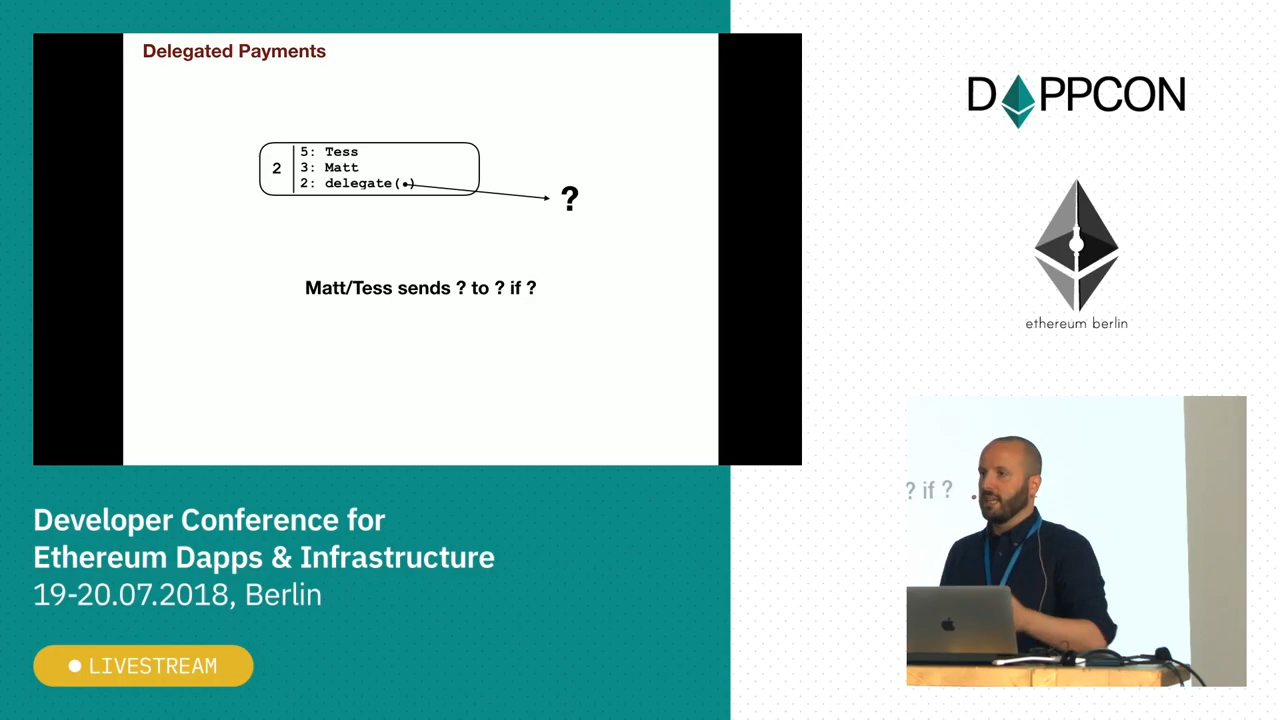 Delegated Payments
2
5: Tess
3: Matt
2: delegate( )
?
Matt/Tess sends ? to ? if ?
DAPPCON
ethereum berlin
? if ?
Developer Conference for
Ethereum Dapps & Infrastructure
19-20.07.2018, Berlin
LIVESTREAM